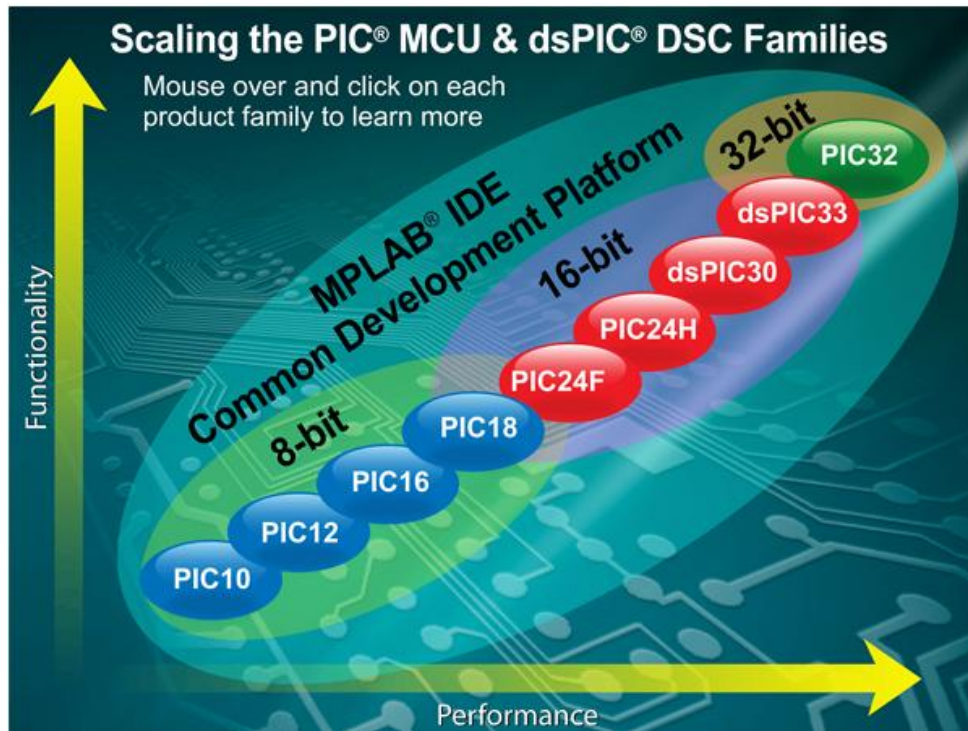 Scaling the PIC® MCU & dsPIC® DSC Families
Mouse over and click on each
product family to learn more
32-bit
PIC32
MPLAB® IDE
Common Development Platform
dsPIC33
16-bit
dsPIC30
PIC24H
PIC24F
8-bit
PIC18
PIC16
PIC12
PIC10
Functionality
Performance